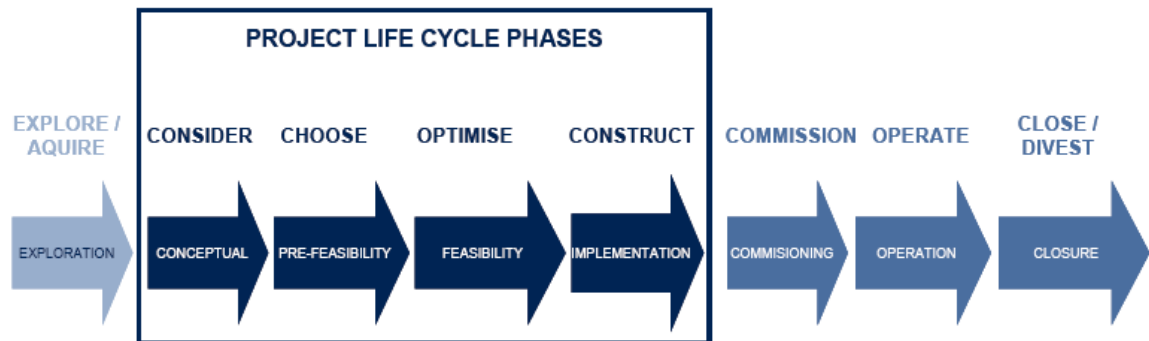 PROJECT LIFE CYCLE PHASES
EXPLORE /
AQUIRE
CONSIDER
CHOOSE
OPTIMISE
CONSTRUCT
COMMISSION
OPERATE
CLOSE /
DIVEST
EXPLORATION
CONCEPTUAL
PRE-FEASIBILITY
FEASIBILITY
IMPLEMENTATION
COMMISIONING
OPERATION
CLOSURE